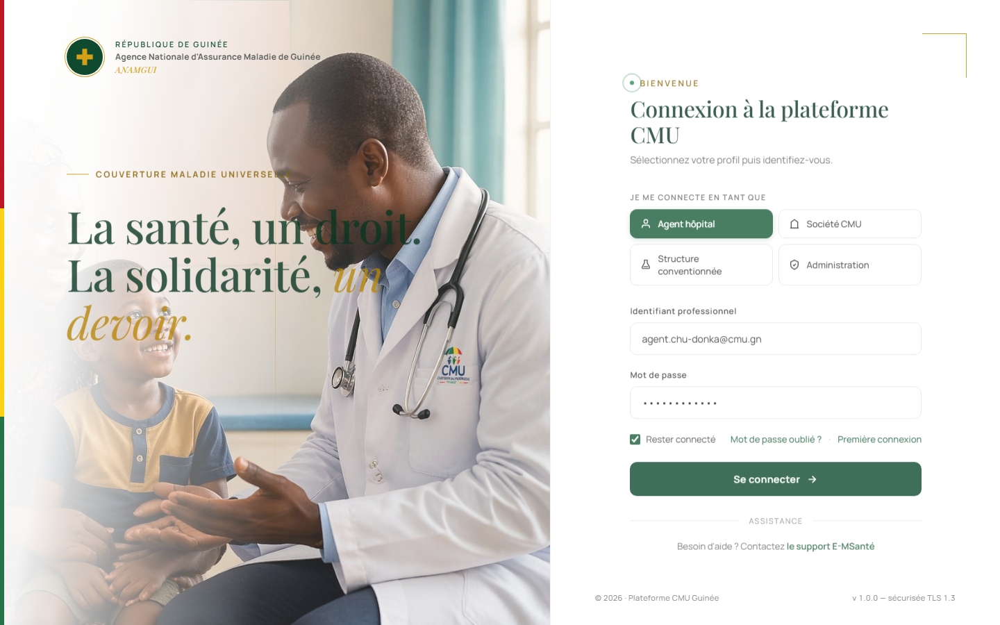 RÉPUBLIQUE DE GUINÉE
Agence Nationale d'Assurance Maladie de Guinée
ANAMGUI
COUVERTURE MALADIE UNIVERSELLE
La santé, un droit.
La solidarité, un
devoir.
CMU
BIENVENUE
Connexion à la plateforme
CMU
Sélectionnez votre profil puis identifiez-vous.
JE ME CONNECTE EN TANT QUE
Agent hôpital
Société CMU
Structure
conventionnée
Administration
Identifiant professionnel
agent.chu-donka@cmu.gn
Mot de passe
••••••••••••
Rester connecté
Mot de passe oublié ? · Première connexion
Se connecter →
ASSISTANCE
Besoin d'aide ? Contactez le support E-MSanté
© 2026 · Plateforme CMU Guinée
v 1.0.0 — sécurisée TLS 1.3